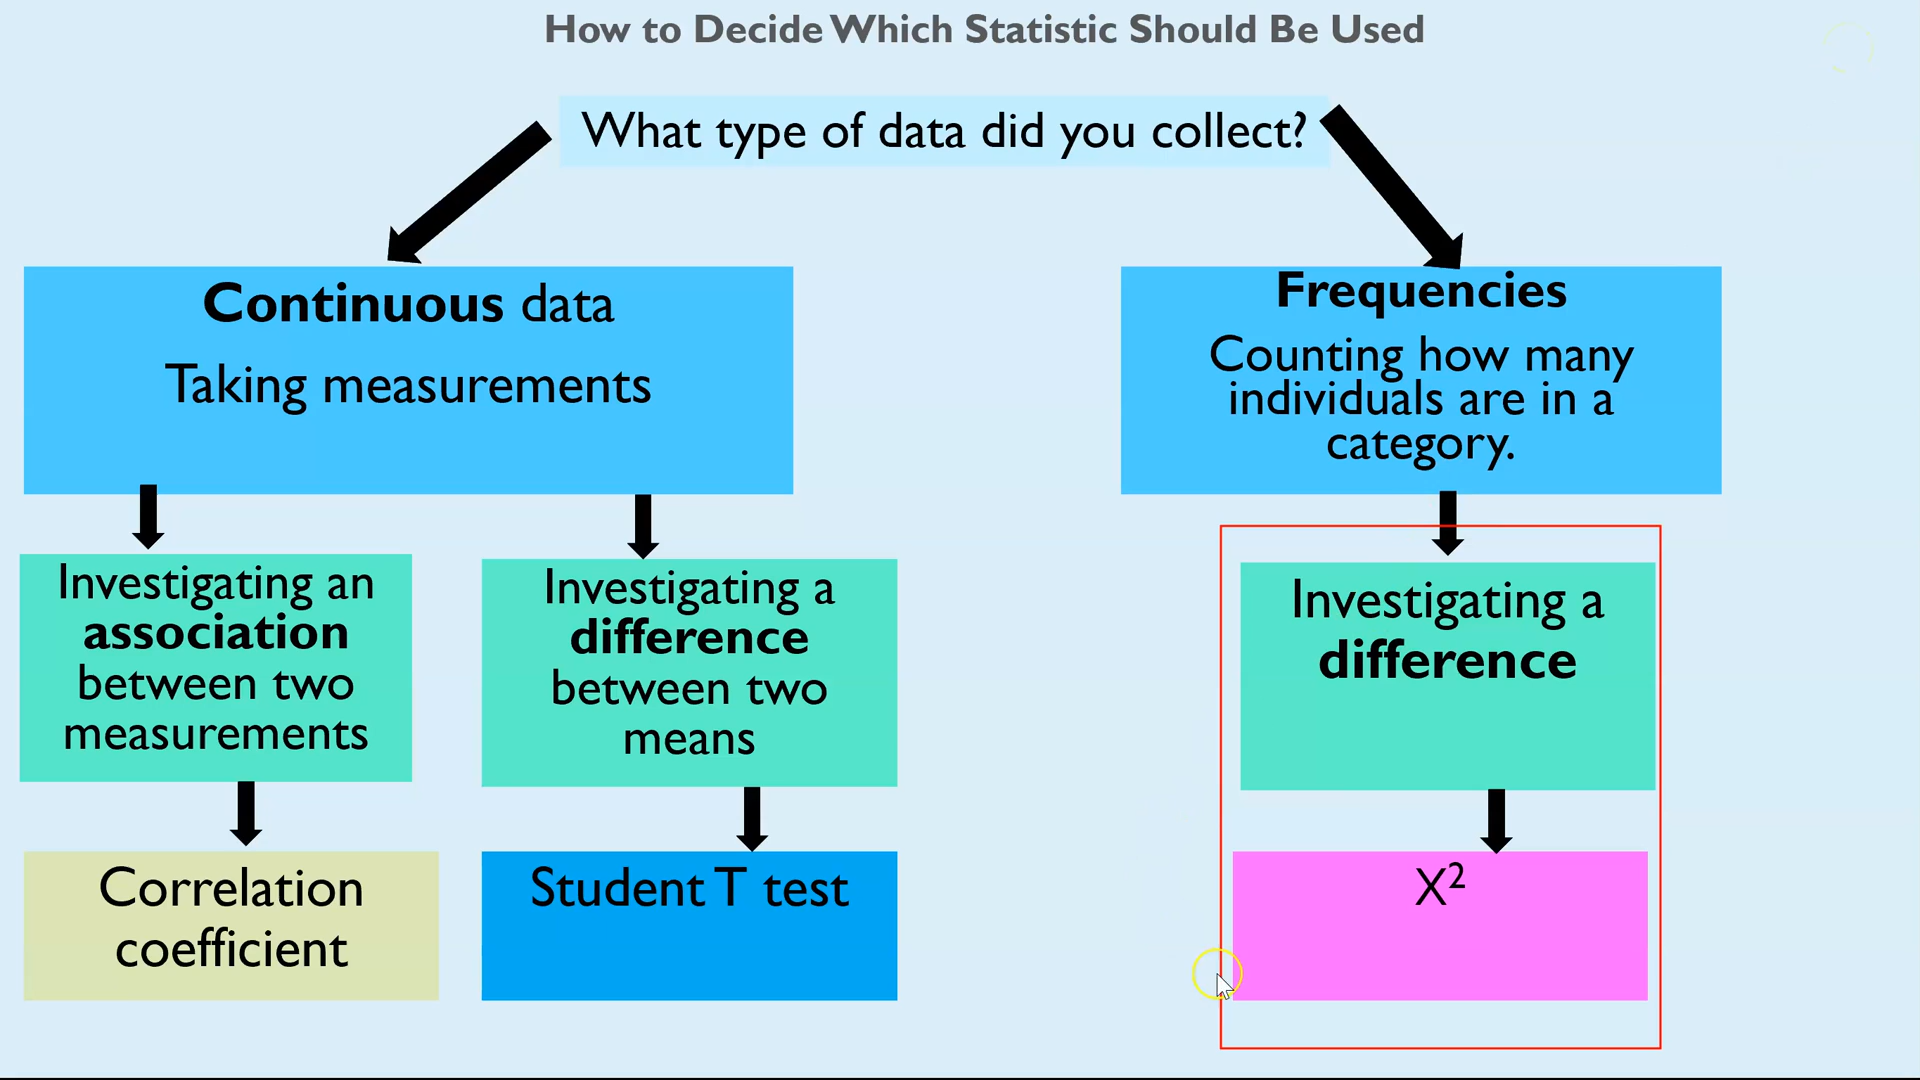 How to Decide Which Statistic Should Be Used
What type of data did you collect?
Continuous data
Taking measurements
Frequencies
Counting how many
individuals are in a
category.
Investigating an
association
between two
measurements
Investigating a
difference
between two
means
Investigating a
difference
Correlation
coefficient
Student T test
X²